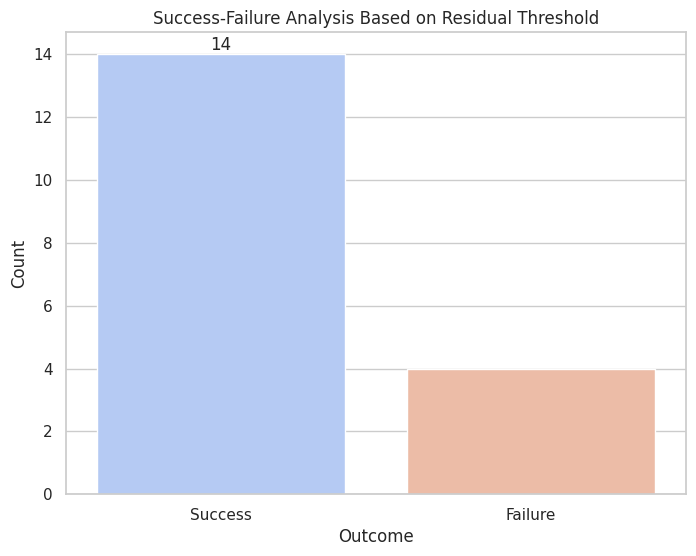 Success-Failure Analysis Based on Residual Threshold
14
14
12
10
8
6
4
2
0
Count
Success Failure
Outcome